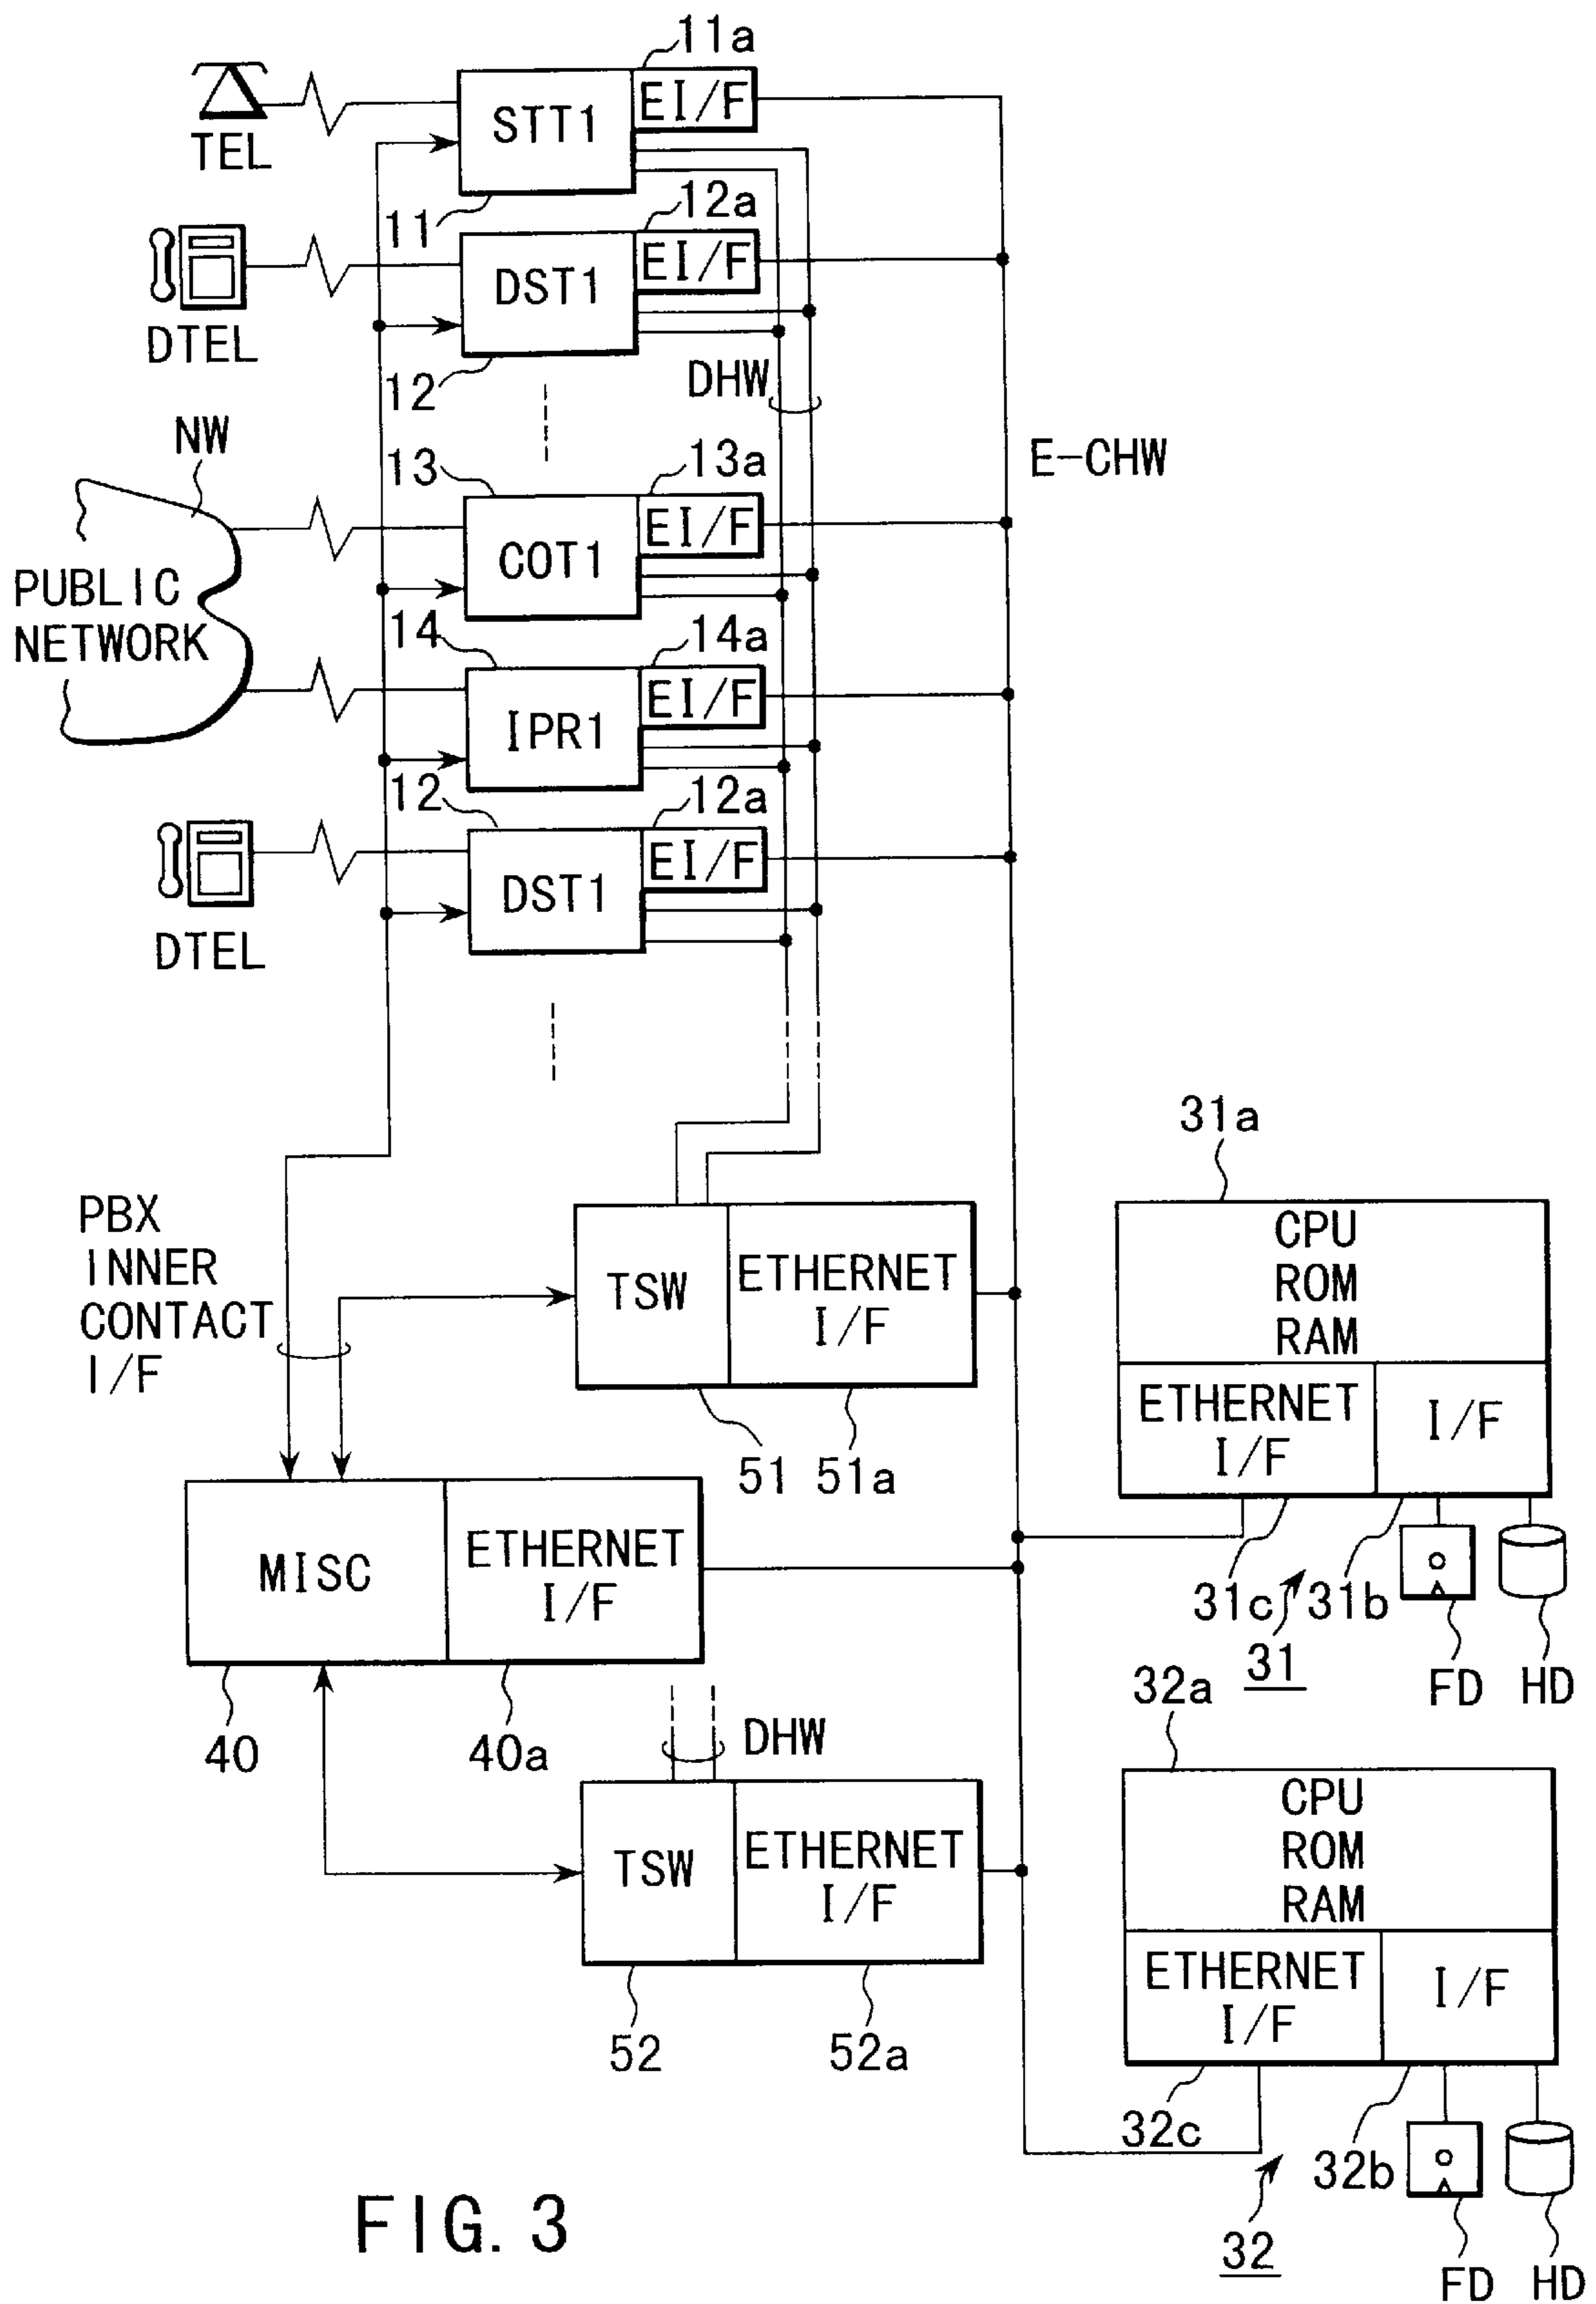 11a
EI/F
STT1
TEL
11
12a
EI/F
DST1
DTEL
12
DHW
NW
E-CHW
13
13a
EI/F
COT1
PUBLIC
NETWORK
14
14a
EI/F
IPR1
12
12a
EI/F
DST1
DTEL
31a
PBX
INNER
CONTACT
I/F
TSW
ETHERNET
I/F
CPU
ROM
RAM
ETHERNET
I/F
I/F
51
51a
MISC
ETHERNET
I/F
31c
31b
31
FD
HD
40
40a
DHW
32a
TSW
ETHERNET
I/F
CPU
ROM
RAM
ETHERNET
I/F
I/F
52
52a
32c
32b
32
FD
HD
FIG. 3